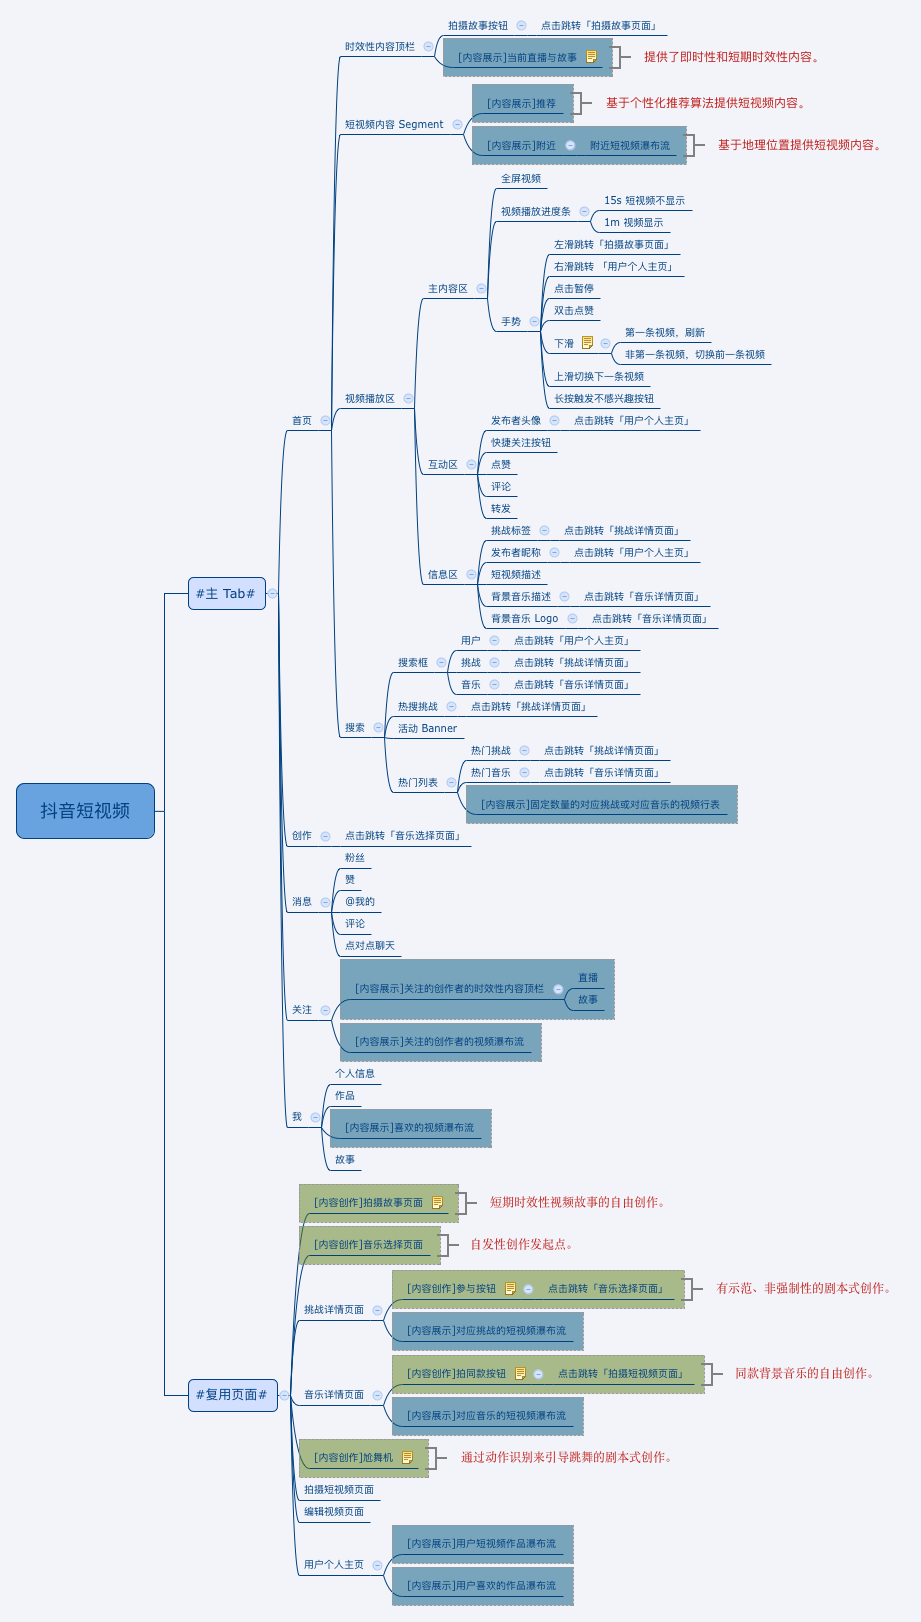 抖音短视频
#主 Tab#
首页
时效性内容顶栏
拍摄故事按钮
点击跳转「拍摄故事页面」
[内容展示]当前直播与故事
提供了即时性和短期时效性内容。
短视频内容 Segment
[内容展示]推荐
基于个性化推荐算法提供短视频内容。
[内容展示]附近
附近短视频瀑布流
基于地理位置提供短视频内容。
视频播放区
主内容区
全屏视频
视频播放进度条
15s 短视频不显示
1m 视频显示
手势
左滑跳转「拍摄故事页面」
右滑跳转 「用户个人主页」
点击暂停
双击点赞
下滑
第一条视频，刷新
非第一条视频，切换前一条视频
上滑切换下一条视频
长按触发不感兴趣按钮
互动区
发布者头像
点击跳转「用户个人主页」
快捷关注按钮
点赞
评论
转发
信息区
挑战标签
点击跳转「挑战详情页面」
发布者昵称
点击跳转「用户个人主页」
短视频描述
背景音乐描述
点击跳转「音乐详情页面」
背景音乐 Logo
点击跳转「音乐详情页面」
搜索
搜索框
用户
点击跳转「用户个人主页」
挑战
点击跳转「挑战详情页面」
音乐
点击跳转「音乐详情页面」
热搜挑战
点击跳转「挑战详情页面」
活动 Banner
热门列表
热门挑战
点击跳转「挑战详情页面」
热门音乐
点击跳转「音乐详情页面」
[内容展示]固定数量的对应挑战或对应音乐的视频行表
创作
点击跳转「音乐选择页面」
消息
粉丝
赞
@我的
评论
点对点聊天
关注
[内容展示]关注的创作者的时效性内容顶栏
直播
故事
[内容展示]关注的创作者的视频瀑布流
我
个人信息
作品
[内容展示]喜欢的视频瀑布流
故事
#复用页面#
[内容创作]拍摄故事页面
短期时效性视频故事的自由创作。
[内容创作]音乐选择页面
自发性创作发起点。
挑战详情页面
[内容创作]参与按钮
点击跳转「音乐选择页面」
有示范、非强制性的剧本式创作。
[内容展示]对应挑战的短视频瀑布流
音乐详情页面
[内容创作]拍同款按钮
点击跳转「拍摄短视频页面」
同款背景音乐的自由创作。
[内容展示]对应音乐的短视频瀑布流
[内容创作]尬舞机
通过动作识别来引导跳舞的剧本式创作。
拍摄短视频页面
编辑视频页面
用户个人主页
[内容展示]用户短视频作品瀑布流
[内容展示]用户喜欢的作品瀑布流